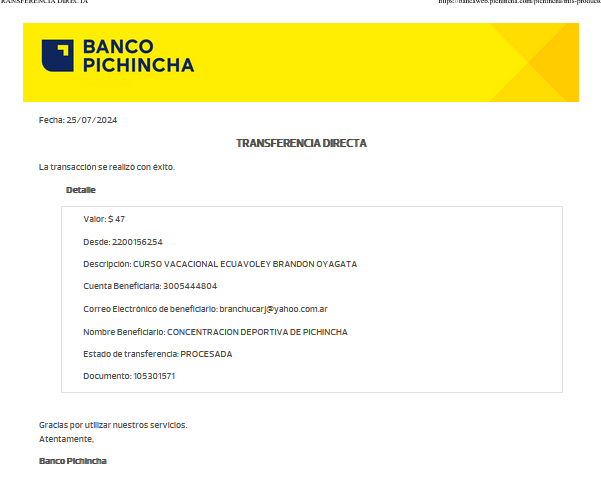 TRANSFERENCIA DIRECTA
https://bancaweb.pichincha.com/pichincha/mis-producto
BANCO
PICHINCHA
Fecha: 25/07/2024
TRANSFERENCIA DIRECTA
La transacción se realizó con éxito.
Detalle
Valor: $ 47
Desde: 2200156254
Descripción: CURSO VACACIONAL ECUAVOLEY BRANDON OYAGATA
Cuenta Beneficiaria: 3005444804
Correo Electrónico de beneficiario: branchucarj@yahoo.com.ar
Nombre Beneficiario: CONCENTRACION DEPORTIVA DE PICHINCHA
Estado de transferencia: PROCESADA
Documento: 105301571
Gracias por utilizar nuestros servicios.
Atentamente,
Banco Pichincha